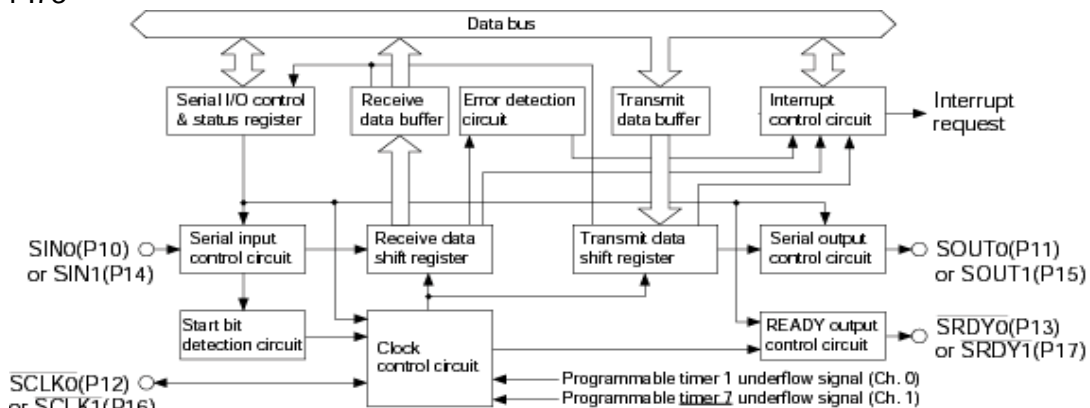 Data bus
Serial I/O control
& status register
Receive
data buffer
Error detection
circuit
Transmit
data buffer
Interrupt
control circuit
Interrupt
request
SIN0(P10)
or SIN1(P14)
Serial input
control circuit
Receive data
shift register
Transmit data
shift register
Serial output
control circuit
SOUT0(P11)
or SOUT1(P15)
Start bit
detection circuit
Clock
control circuit
READY output
control circuit
SRDY0(P13)
or SRDY1(P17)
SCLK0(P12)
or SCLK1(P16)
Programmable timer 1 underflow signal (Ch. 0)
Programmable timer 7 underflow signal (Ch. 1)